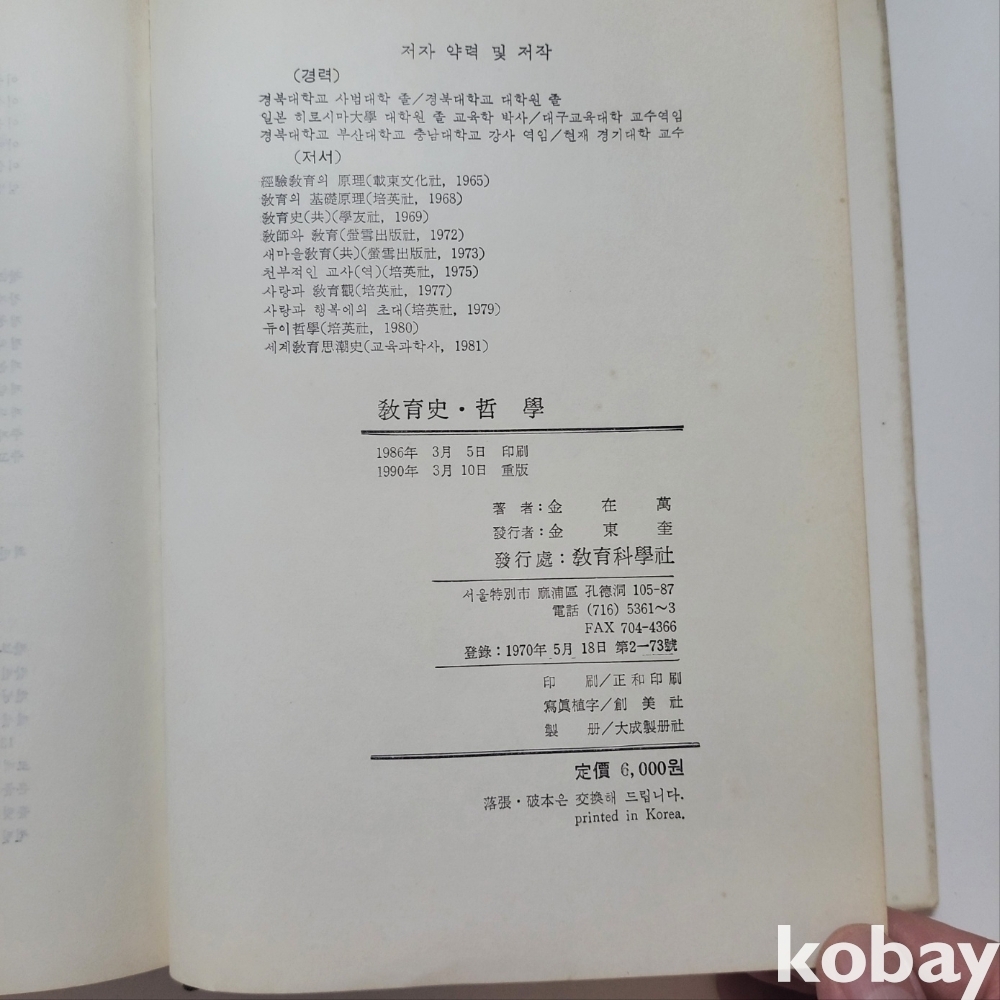 저자 약력 및 저작
(경력)
경북대학교 사범대학 졸/경북대학교 대학원 졸
일본 히로시마大學 대학원 졸 교육학 박사/대구교육대학 교수역임
경북대학교 부산대학교 충남대학교 강사 역임/현재 경기대학 교수
(저서)
經驗敎育의 原理(載東文化社, 1965)
敎育의 基礎原理(培英社, 1968)
敎育史(共)(學友社, 1969)
敎師와 敎育(螢雪出版社, 1972)
새마을敎育(共)(螢雪出版社, 1973)
천부적인 교사(역)(培英社, 1975)
사랑과 敎育觀(培英社, 1977)
사랑과 행복에의 초대(培英社, 1979)
듀이哲學(培英社, 1980)
세계敎育思潮史(교육과학사, 1981)
敎育史・哲 學
1986年 3月 5日 印刷
1990年 3月 10日 重版
著 者:金 在 萬
發行者:金 東 奎
發行處:敎育科學社
서울特別市 麻浦區 孔德洞 105-87
電話 (716) 5361~3
FAX 704-4366
登錄:1970年 5月 18日 第2-73號
印 刷/正和印刷
寫眞植字/創 美 社
製 册/大成製册社
定價 6,000원
落張・破本은 交換해 드립니다.
printed in Korea.
kobay